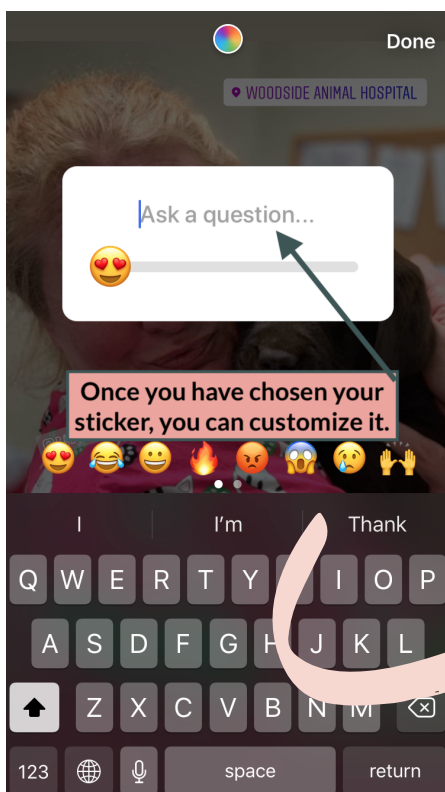 Done
WOODSIDE ANIMAL HOSPITAL
Ask a question...
Once you have chosen your
sticker, you can customize it.
I I'm Thank
Q W E R T Y I O P
A S D F G H J K L
Z X C V B N M
123 space return